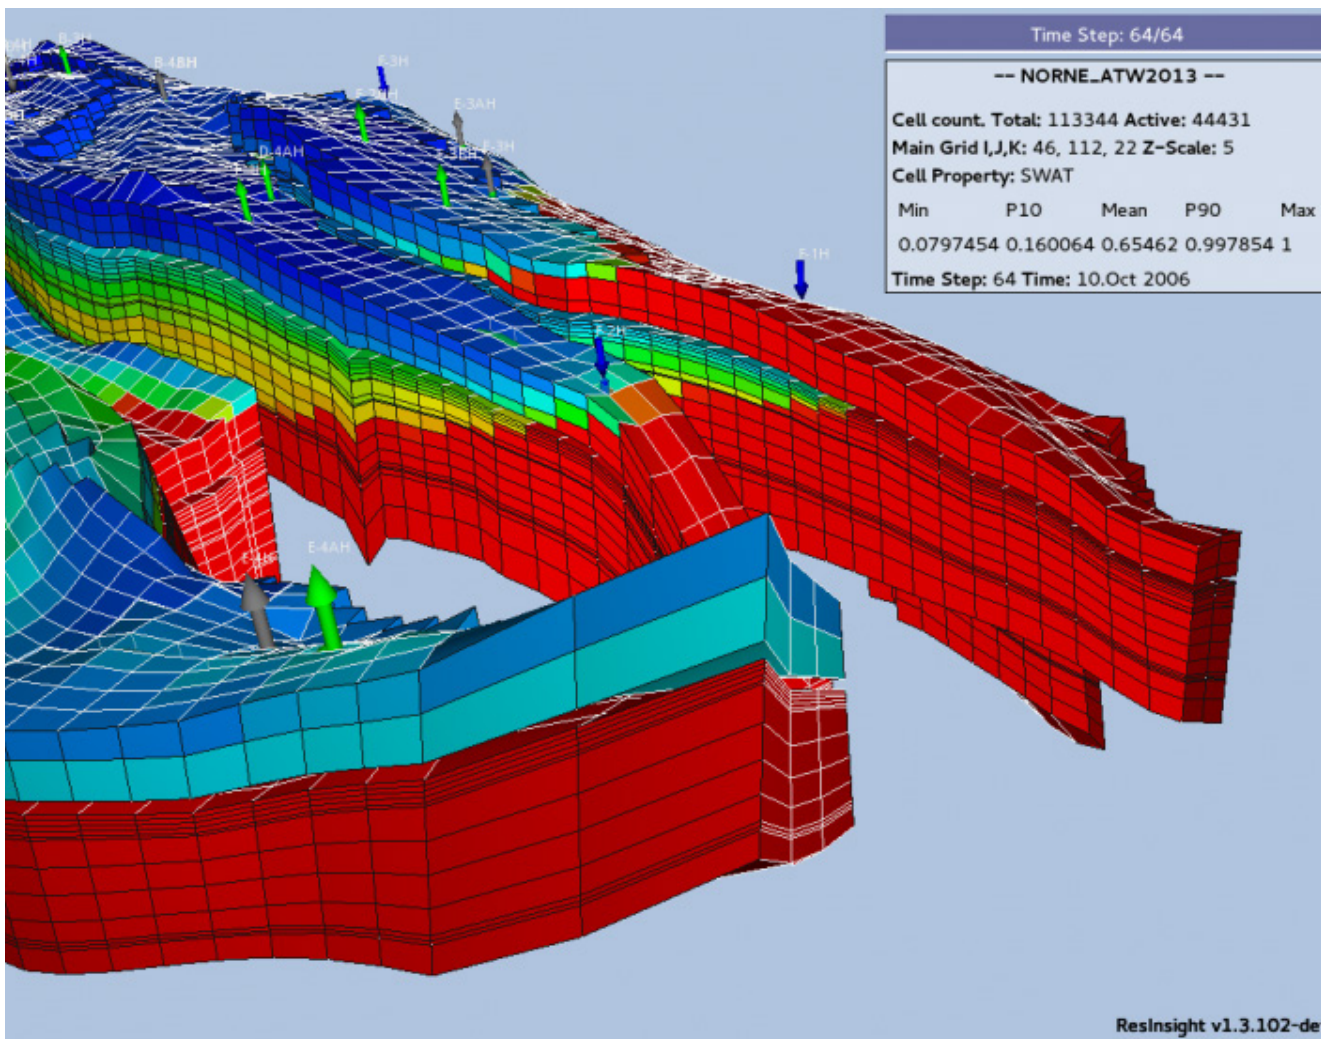 Time Step: 64/64
-- NORNE_ATW2013 --
Cell count, Total: 113344 Active: 44431
Main Grid I,J,K: 46, 112, 22 Z-Scale: 5
Cell Property: SWAT
Min P10 Mean P90 Max
0.0797454 0.160064 0.65462 0.997854 1
Time Step: 64 Time: 10.Oct 2006
B-4BH
F-3H
E-3AH
D-4AH
F-1H
F-2H
E-4AH
ResInsight v1.3.102-de